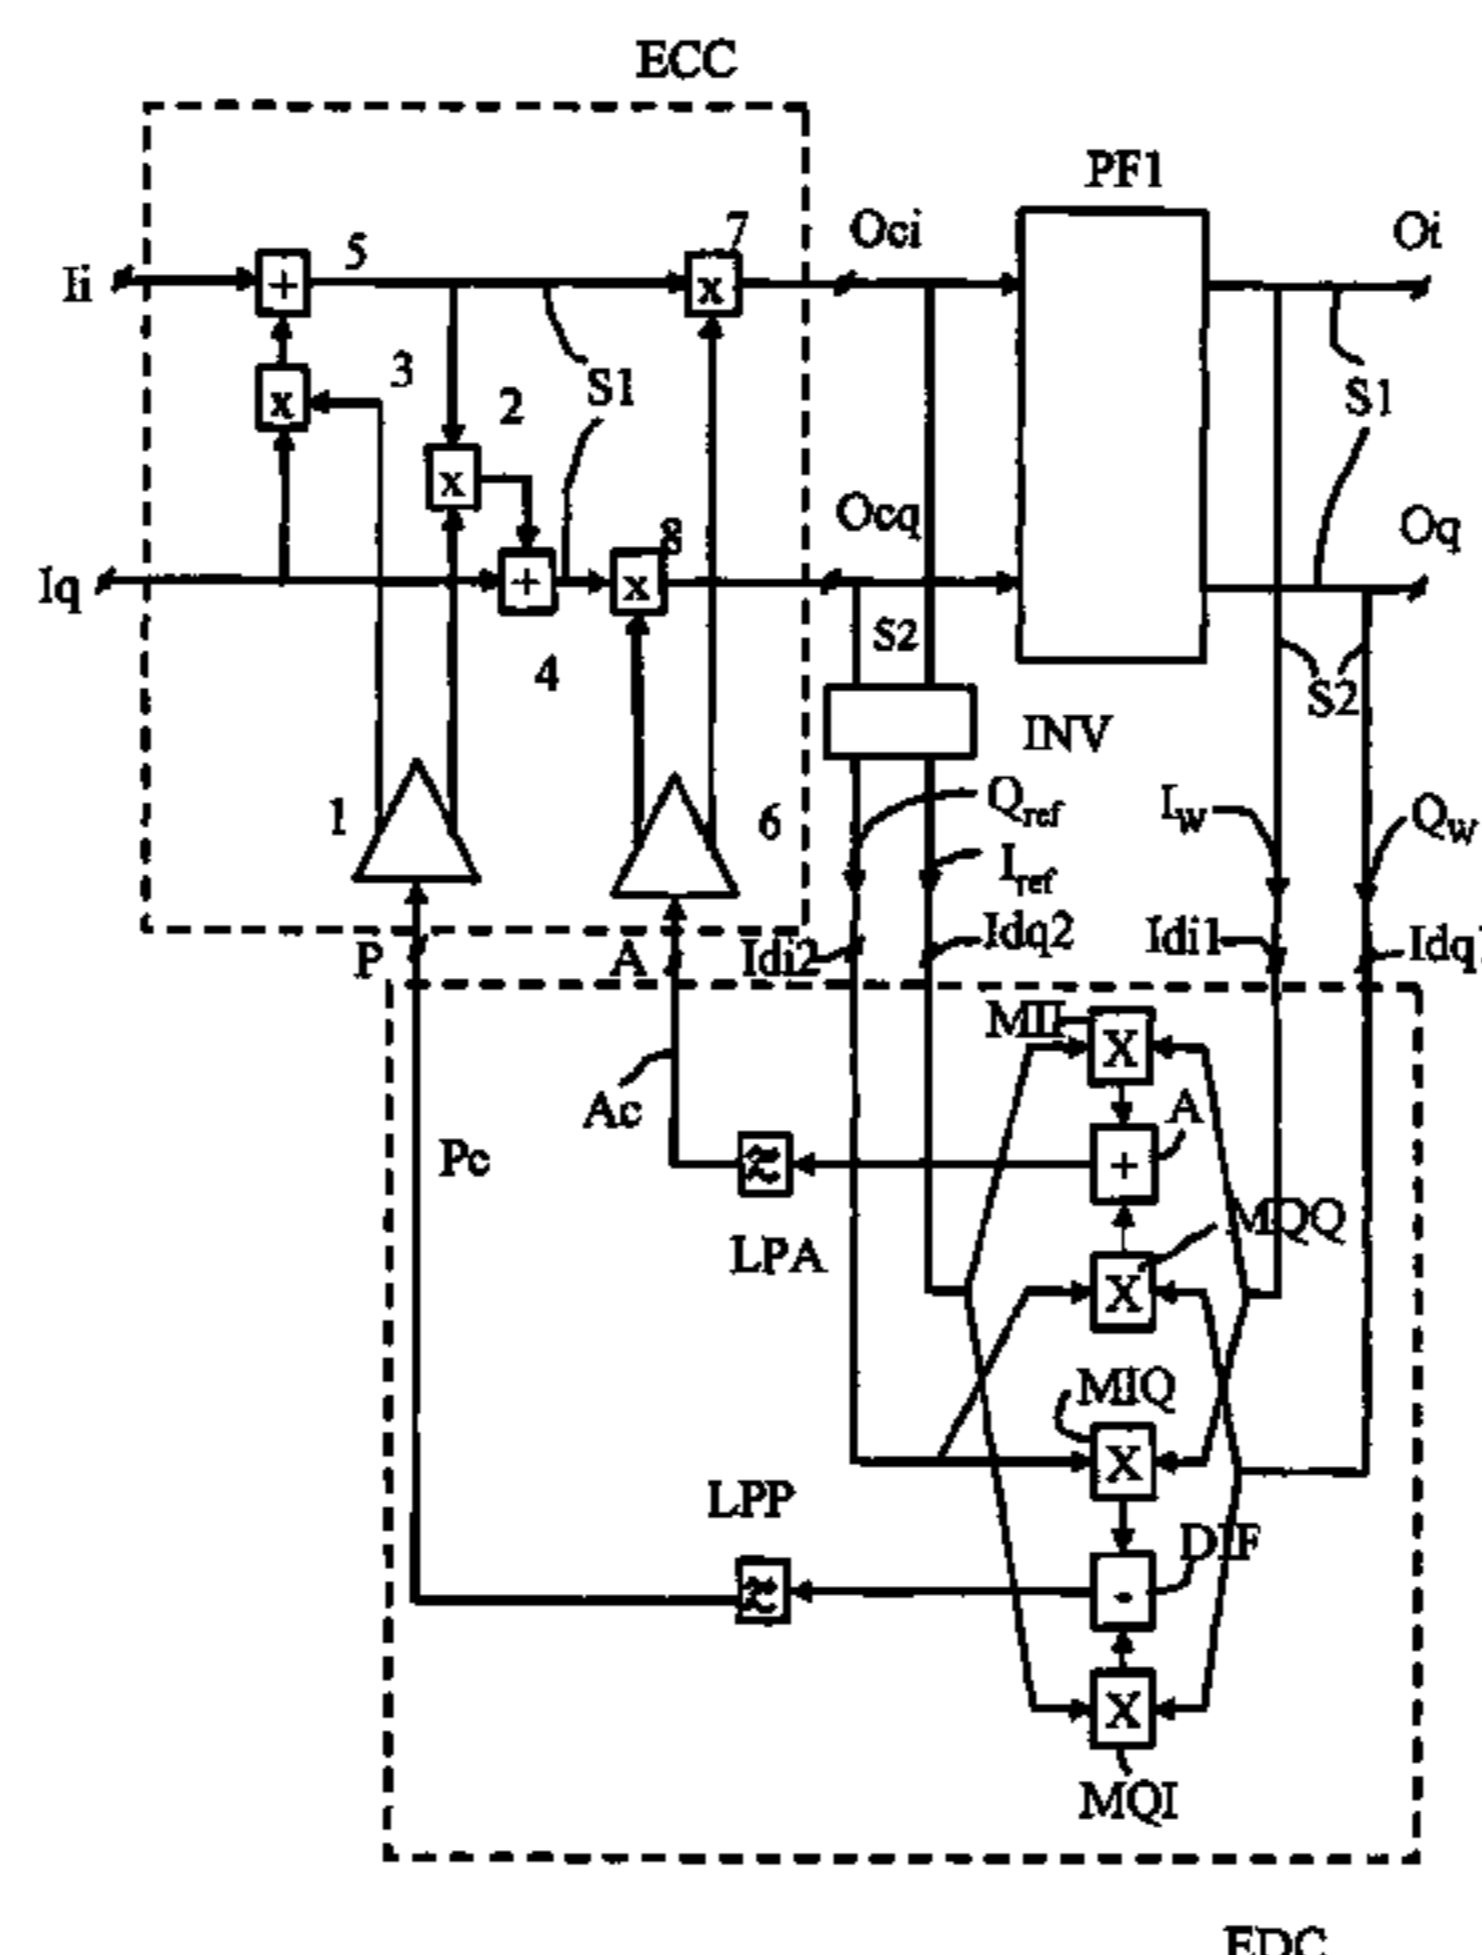 ECC
PF1
7
Oci
Oi
5
Ii
+
x
3
S1
x
2
S1
x
Ocq
Oq
8
Iq
+
x
S2
4
S2
INV
1
6
Qref
Iw
Qw
Iref
P
A
Idi2
Idq2
Idi1
MII
X
A
Ac
Pc
+
MQQ
LPA
X
MIQ
X
LPP
DIF
-
X
MQI
EDC